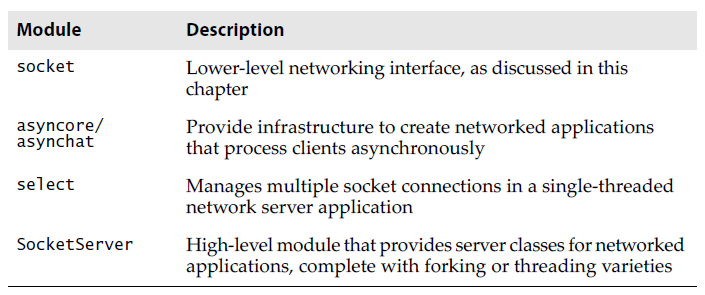 Module Description
socket Lower-level networking interface, as discussed in this
chapter
asyncore/ Provide infrastructure to create networked applications
asynchat that process clients asynchronously
select Manages multiple socket connections in a single-threaded
network server application
SocketServer High-level module that provides server classes for networked
applications, complete with forking or threading varieties